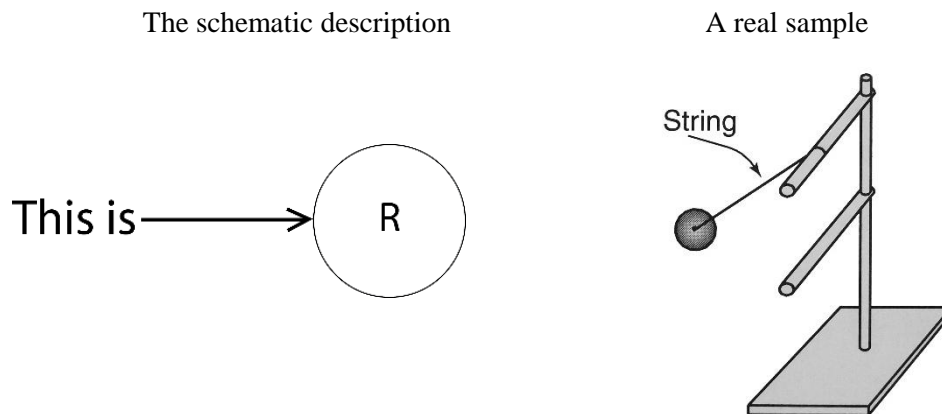 The schematic description
A real sample
String
This is
R